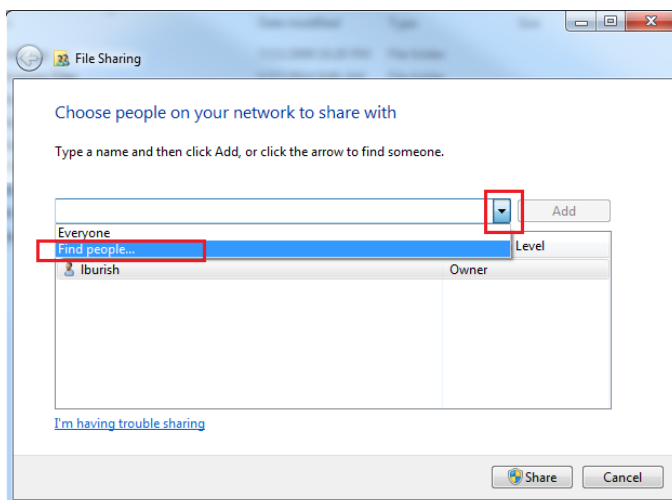 File Sharing
Choose people on your network to share with
Type a name and then click Add, or click the arrow to find someone.
Add
Everyone
Find people...
Level
lburish Owner
I'm having trouble sharing
Share Cancel